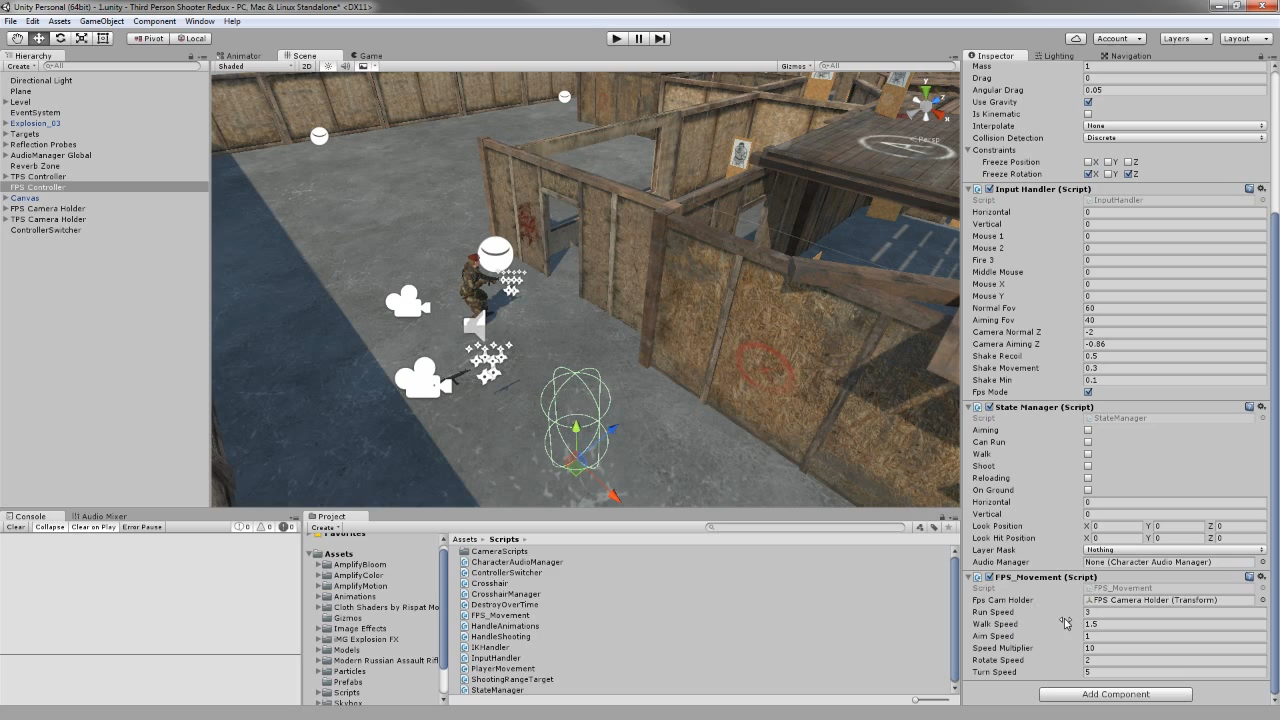 Unity Personal (64bit) - 1.unity - Third Person Shooter Redux - PC, Mac & Linux Standalone* <DX11>
File Edit Assets GameObject Component Window Help
Pivot Local Account Layers Layout
Hierarchy Animator Scene Game Inspector Lighting Navigation
Create All Shaded 2D Gizmos All
Directional Light
Plane
Level
EventSystem
Explosion_03
Targets
Reflection Probes
AudioManager Global
Reverb Zone
TPS Controller
FPS Controller
Canvas
FPS Camera Holder
TPS Camera Holder
ControllerSwitcher
y
z
x
Persp
Mass 1
Drag 0
Angular Drag 0.05
Use Gravity
Is Kinematic
Interpolate None
Collision Detection Discrete
Constraints
Freeze Position X Y Z
Freeze Rotation X Y Z
Input Handler (Script)
Script InputHandler
Horizontal 0
Vertical 0
Mouse 1 0
Mouse 2 0
Fire 3 0
Middle Mouse 0
Mouse X 0
Mouse Y 0
Normal Fov 60
Aiming Fov 40
Camera Normal Z -2
Camera Aiming Z -0.86
Shake Recoil 0.5
Shake Movement 0.3
Shake Min 0.1
Fps Mode
State Manager (Script)
Script StateManager
Aiming
Can Run
Walk
Shoot
Reloading
On Ground
Horizontal 0
Vertical 0
Look Position X 0 Y 0 Z 0
Look Hit Position X 0 Y 0 Z 0
Layer Mask Nothing
Audio Manager None (Character Audio Manager)
FPS_Movement (Script)
Script FPS_Movement
Fps Cam Holder FPS Camera Holder (Transform)
Run Speed 3
Walk Speed 1.5
Aim Speed 1
Speed Multiplier 10
Rotate Speed 2
Turn Speed 5
Add Component
Console Audio Mixer
Clear Collapse Clear on Play Error Pause 0 0 0
Project
Create
Favorites
Assets
AmplifyBloom
AmplifyColor
AmplifyMotion
Animations
Cloth Shaders by Rispat Mo
Gizmos
Image Effects
iMG Explosion FX
Models
Modern Russian Assault Rifl
Particles
Prefabs
Scripts
Skybox
Assets Scripts
CameraScripts
CharacterAudioManager
ControllerSwitcher
Crosshair
CrosshairManager
DestroyOverTime
FPS_Movement
HandleAnimations
HandleShooting
IKHandler
InputHandler
PlayerMovement
ShootingRangeTarget
StateManager